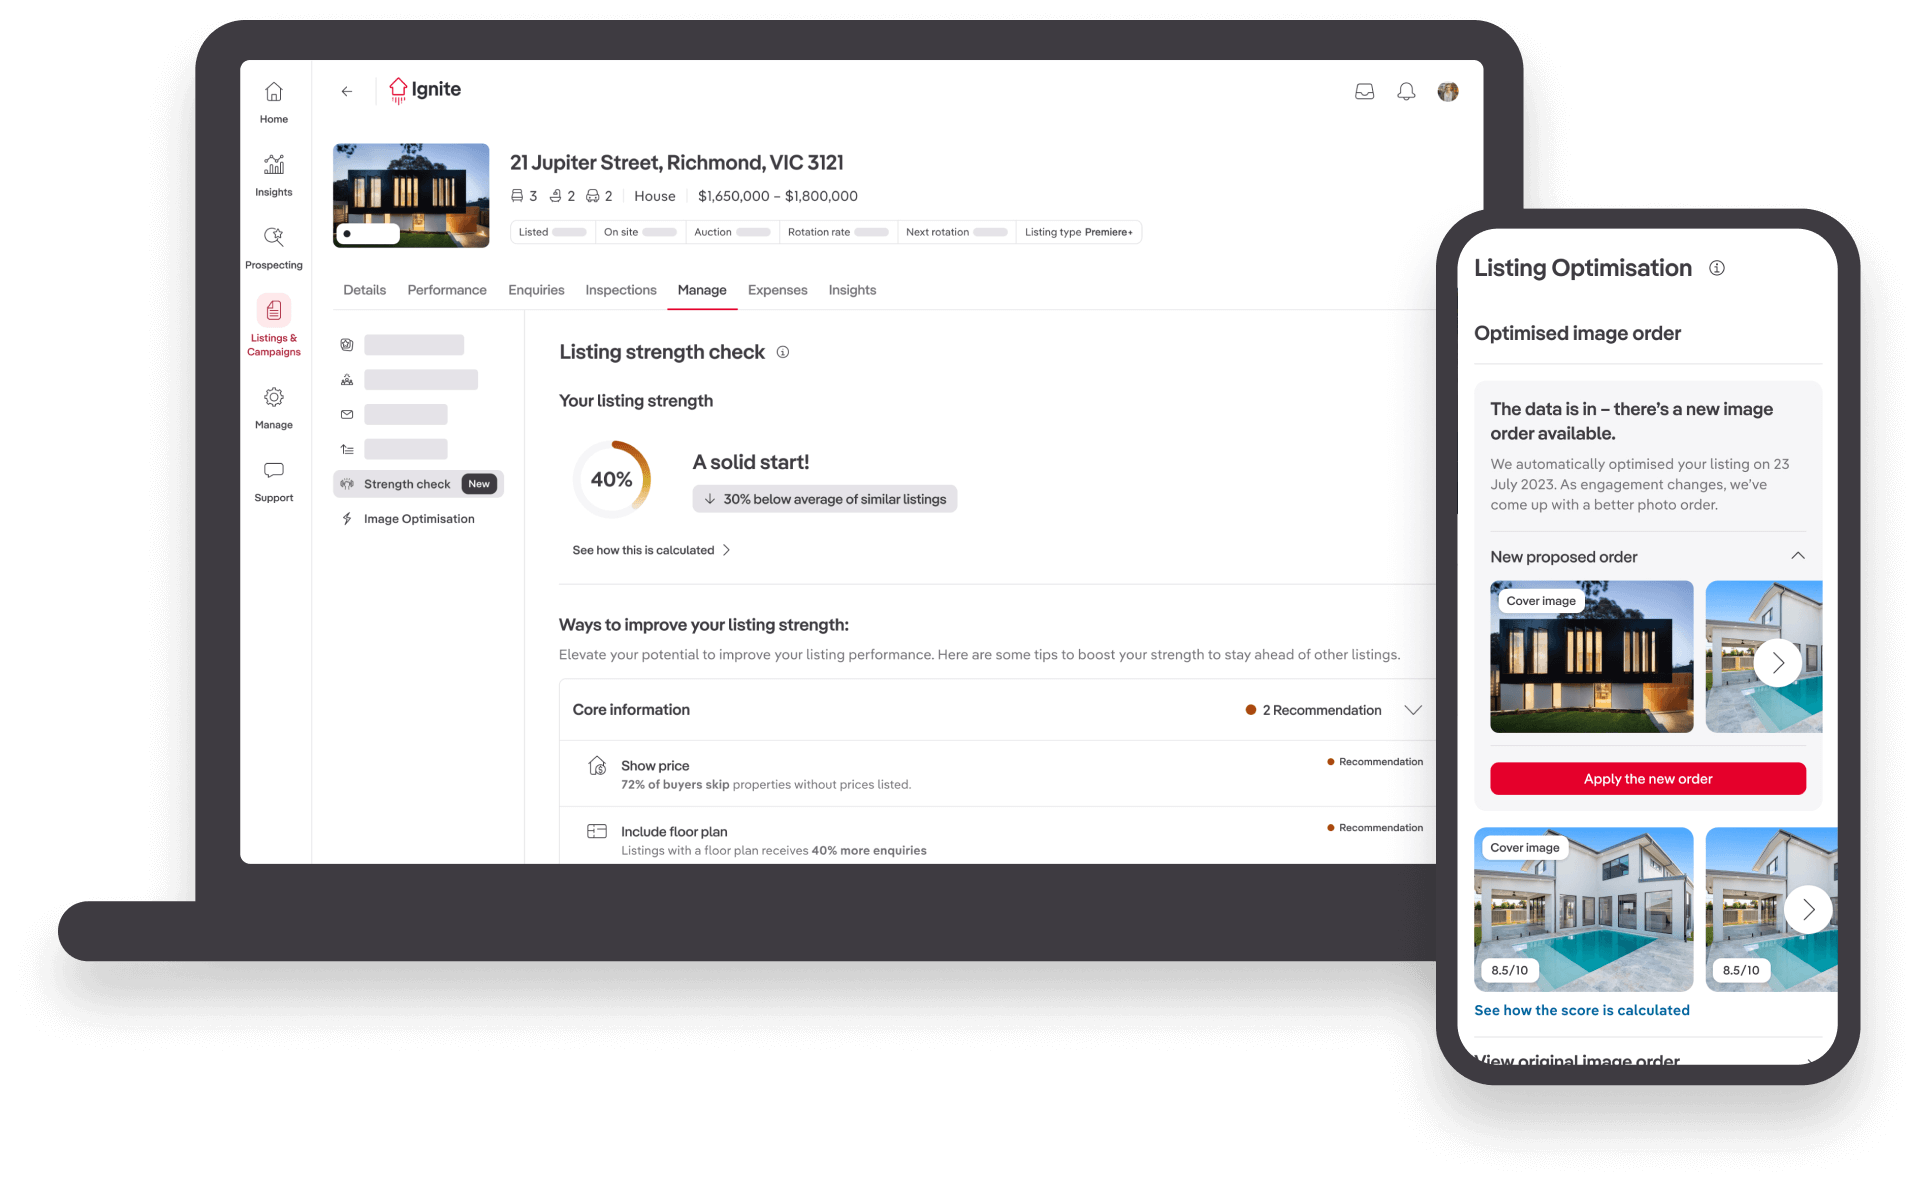 Home
Insights
Prospecting
Listings &
Campaigns
Manage
Support
Ignite
21 Jupiter Street, Richmond, VIC 3121
3 2 2 House $1,650,000 – $1,800,000
Listed On site Auction Rotation rate Next rotation Listing type Premiere+
Details Performance Enquiries Inspections Manage Expenses Insights
Strength check New
Image Optimisation
Listing strength check
Your listing strength
40%
A solid start!
30% below average of similar listings
See how this is calculated
Ways to improve your listing strength:
Elevate your potential to improve your listing performance. Here are some tips to boost your strength to stay ahead of other listings.
Core information 2 Recommendation
Show price Recommendation
72% of buyers skip properties without prices listed.
Include floor plan Recommendation
Listings with a floor plan receives 40% more enquiries
Listing Optimisation
Optimised image order
The data is in – there’s a new image
order available.
We automatically optimised your listing on 23
July 2023. As engagement changes, we’ve
come up with a better photo order.
New proposed order
Cover image
Apply the new order
Cover image
8.5/10 8.5/10
See how the score is calculated
View original image order